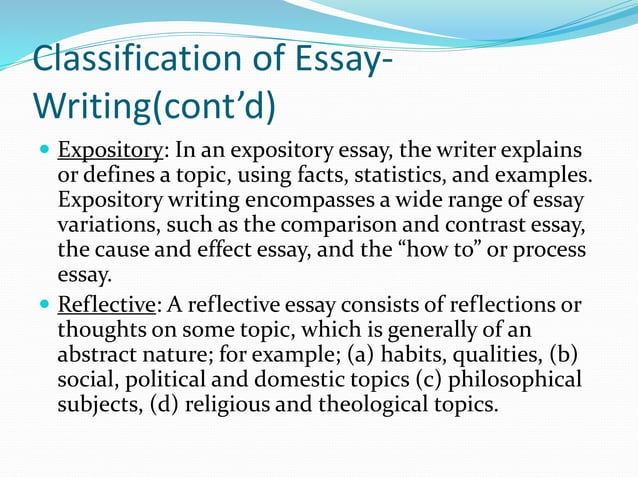 Classification of Essay-
Writing(cont’d)
Expository: In an expository essay, the writer explains
or defines a topic, using facts, statistics, and examples.
Expository writing encompasses a wide range of essay
variations, such as the comparison and contrast essay,
the cause and effect essay, and the “how to” or process
essay.
Reflective: A reflective essay consists of reflections or
thoughts on some topic, which is generally of an
abstract nature; for example; (a) habits, qualities, (b)
social, political and domestic topics (c) philosophical
subjects, (d) religious and theological topics.